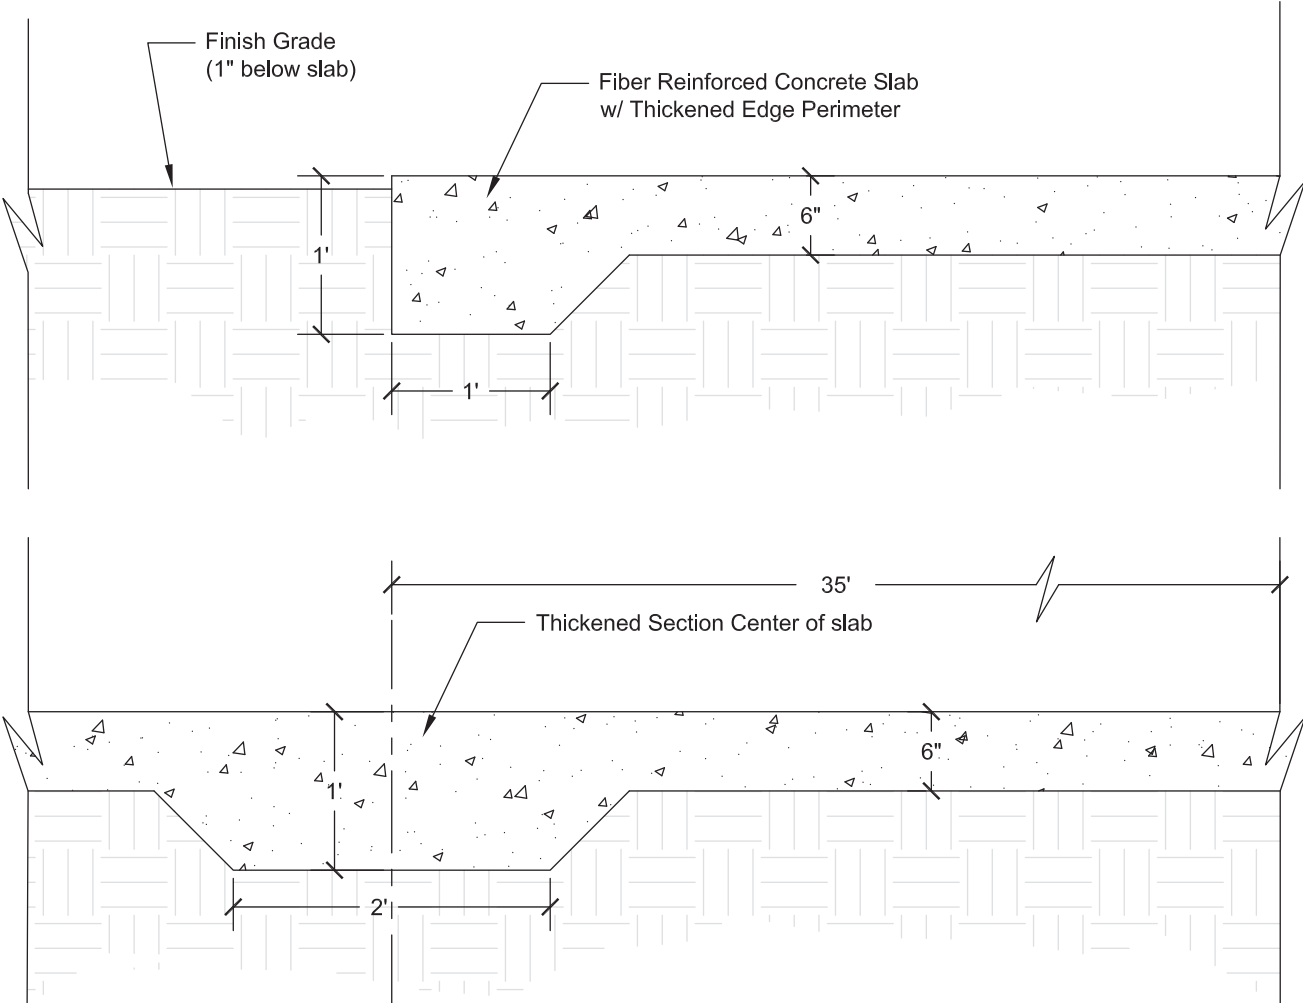 Finish Grade
(1" below slab)
Fiber Reinforced Concrete Slab
w/ Thickened Edge Perimeter
6"
1'
1'
35'
Thickened Section Center of slab
6"
1'
2'